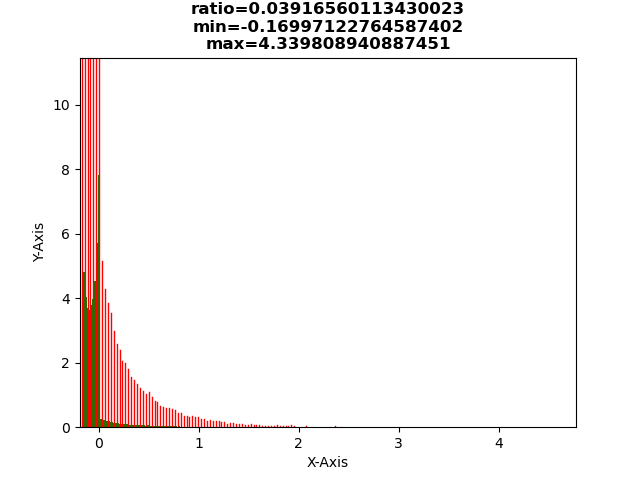 ratio=0.03916560113430023
min=-0.16997122764587402
max=4.339808940887451
10
8
6
4
2
0
Y-Axis
0 1 2 3 4
X-Axis